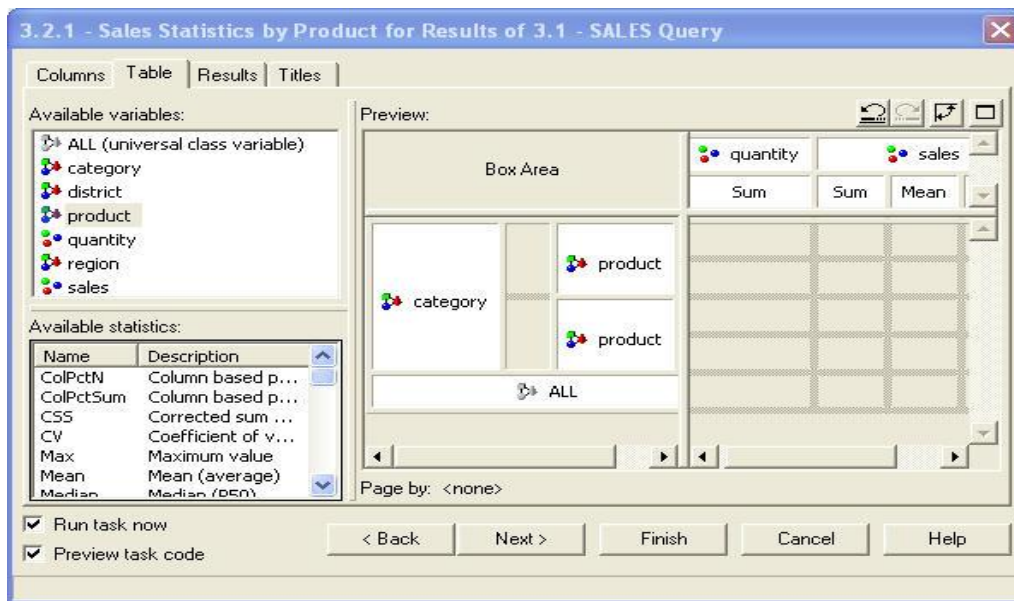 3.2.1 - Sales Statistics by Product for Results of 3.1 - SALES Query
Columns Table Results Titles
Available variables:
ALL (universal class variable)
category
district
product
quantity
region
sales
Available statistics:
Name Description
ColPctN Column based p...
ColPctSum Column based p...
CSS Corrected sum ...
CV Coefficient of v...
Max Maximum value
Mean Mean (average)
Median Median (P50)
Preview:
Box Area
quantity sales
Sum Sum Mean
category
product
product
ALL
Page by: <none>
Run task now
Preview task code
< Back Next > Finish Cancel Help